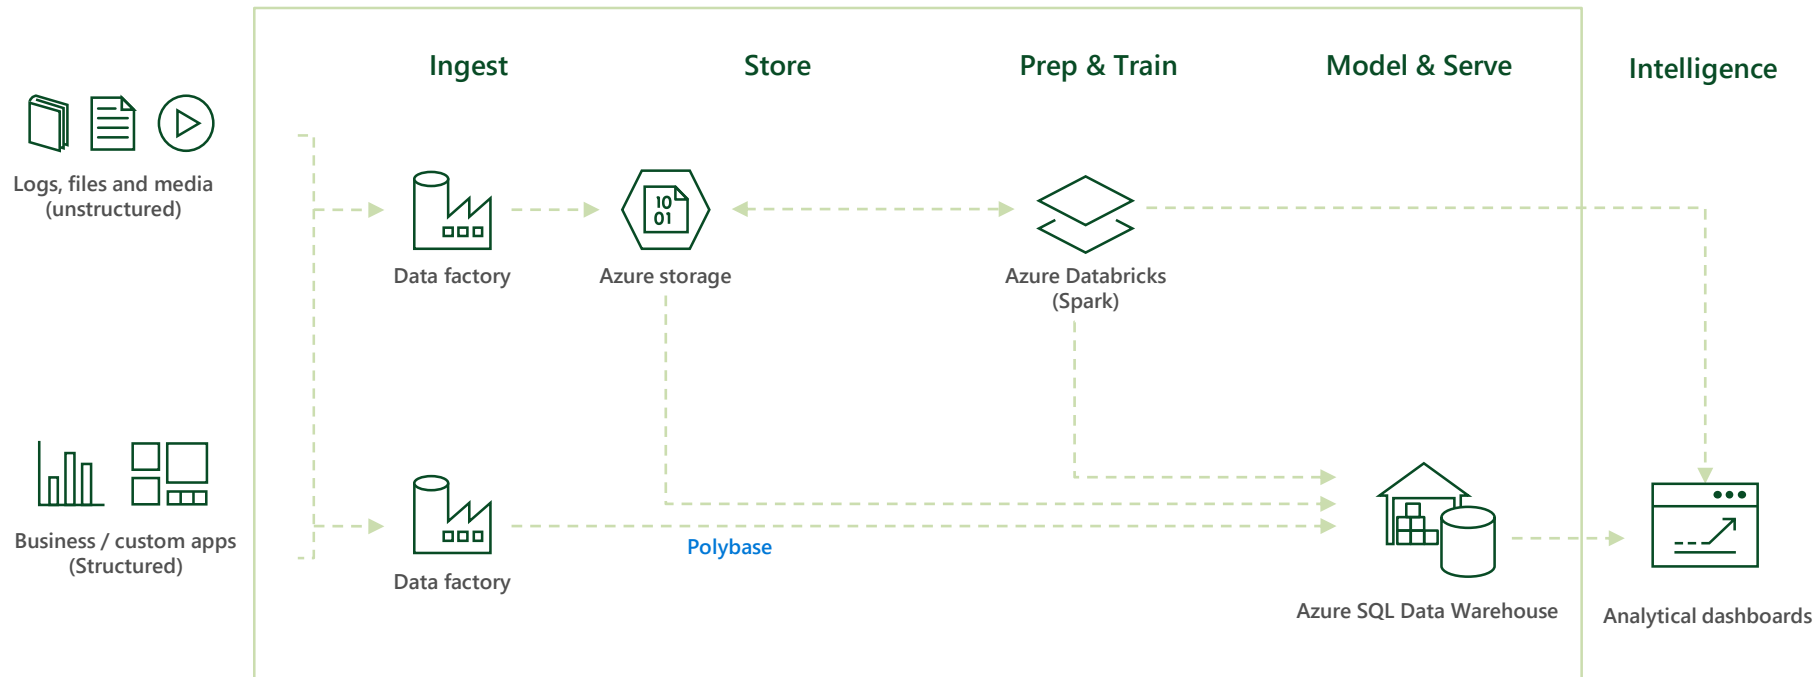 Ingest
Store
Prep & Train
Model & Serve
Intelligence
Logs, files and media
(unstructured)
Data factory
10
01
Azure storage
Azure Databricks
(Spark)
Business / custom apps
(Structured)
Data factory
Polybase
Azure SQL Data Warehouse
Analytical dashboards